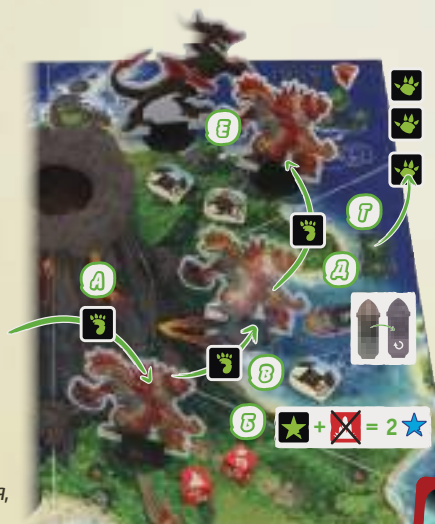 Е
Г
А
Д
В
Б
+ = 2
я,